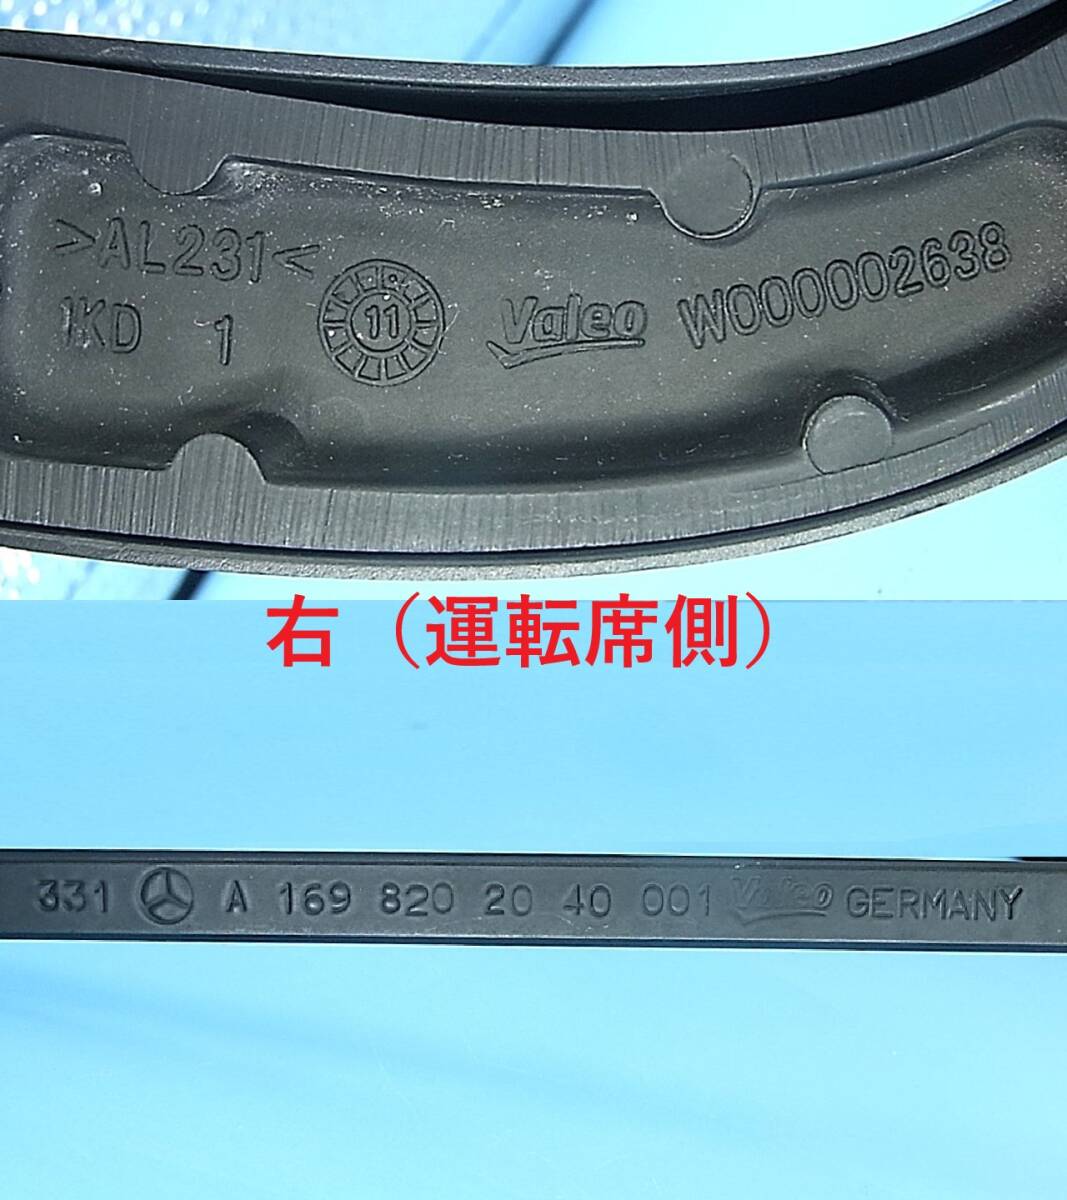 >AL231<
1KD 1 11 Valeo W000002638
右（運転席側）
331 A 169 820 20 40 001 Valeo GERMANY